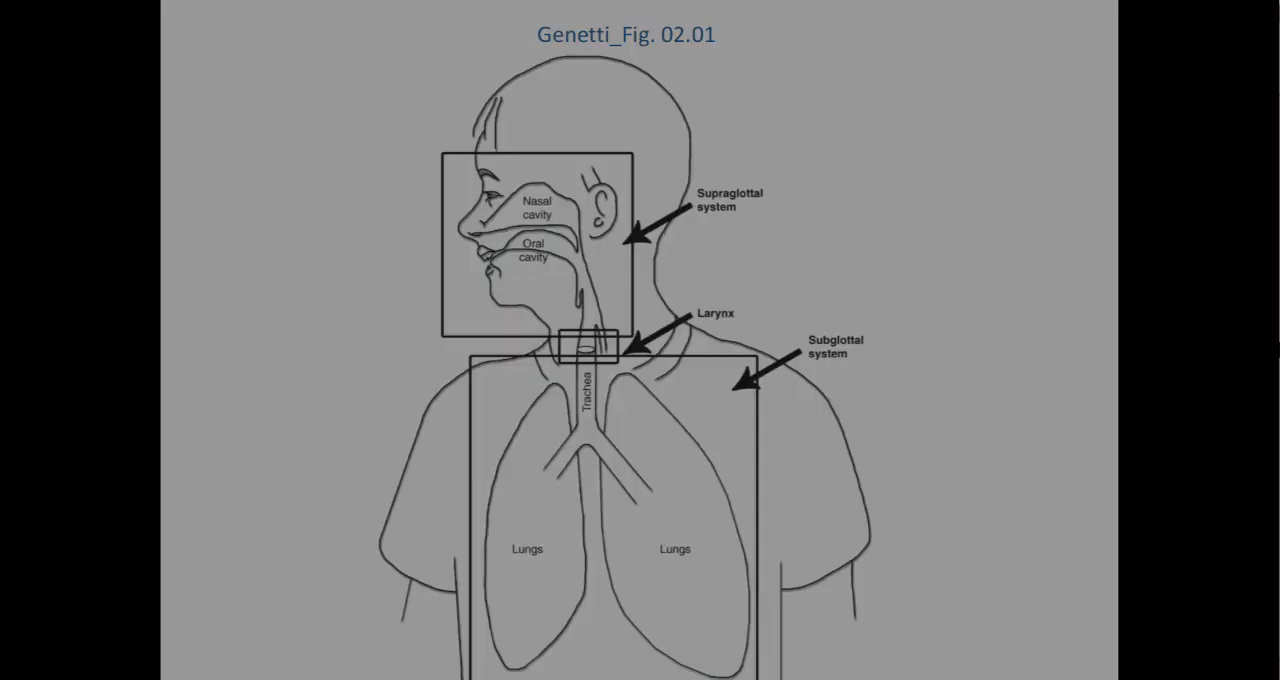 Genetti_Fig. 02.01
Supraglottal
system
Nasal
cavity
Oral
cavity
Larynx
Subglottal
system
Trachea
Lungs
Lungs